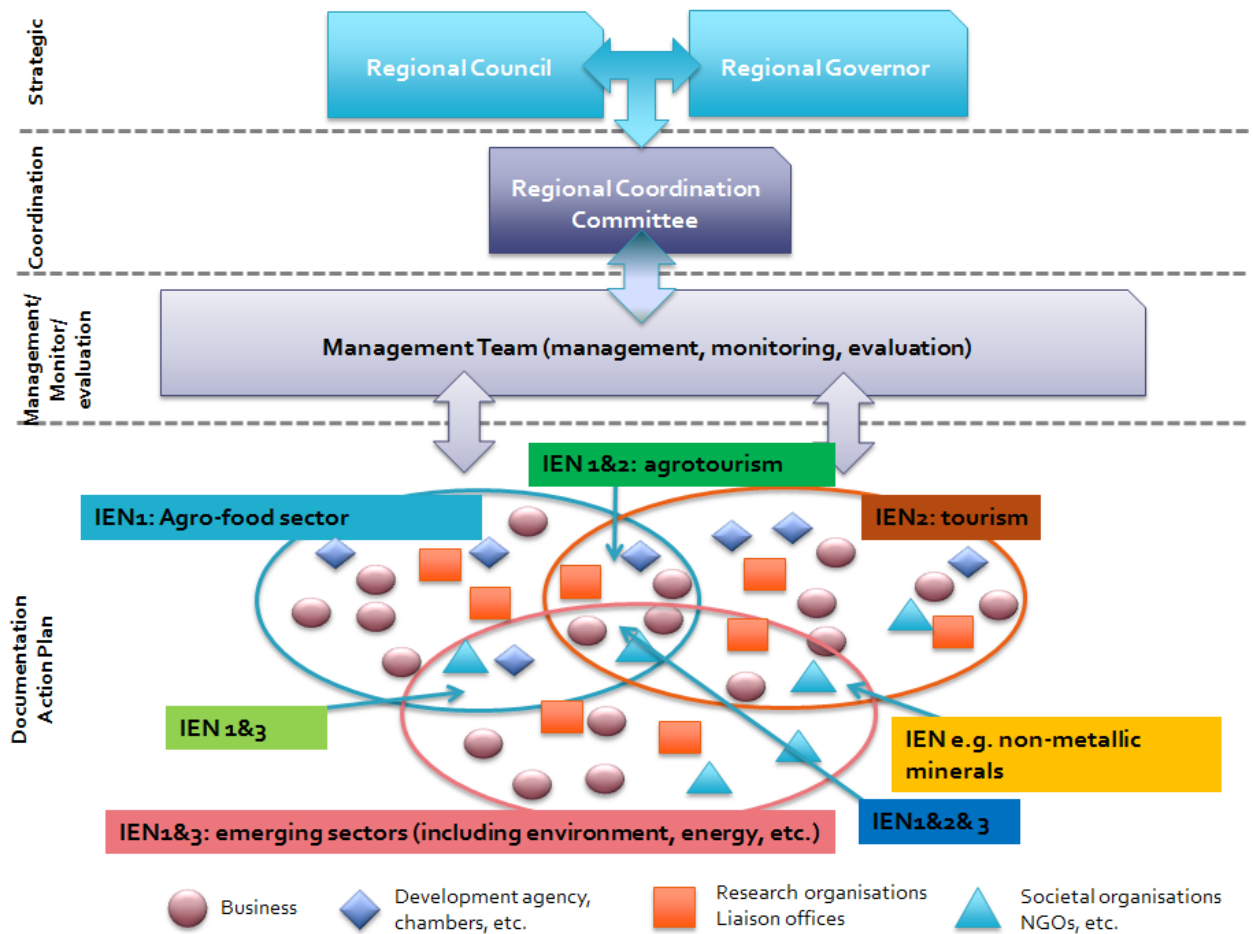 Strategic
Regional Council
Regional Governor
Coordination
Regional Coordination
Committee
Management/
Monitor/
evaluation
Management Team (management, monitoring, evaluation)
Documentation
Action Plan
IEN 1&2: agrotourism
IEN1: Agro-food sector
IEN2: tourism
IEN 1&3
IEN e.g. non-metallic
minerals
IEN1&3: emerging sectors (including environment, energy, etc.)
IEN1&2& 3
Business
Development agency,
chambers, etc.
Research organisations
Liaison offices
Societal organisations
NGOs, etc.